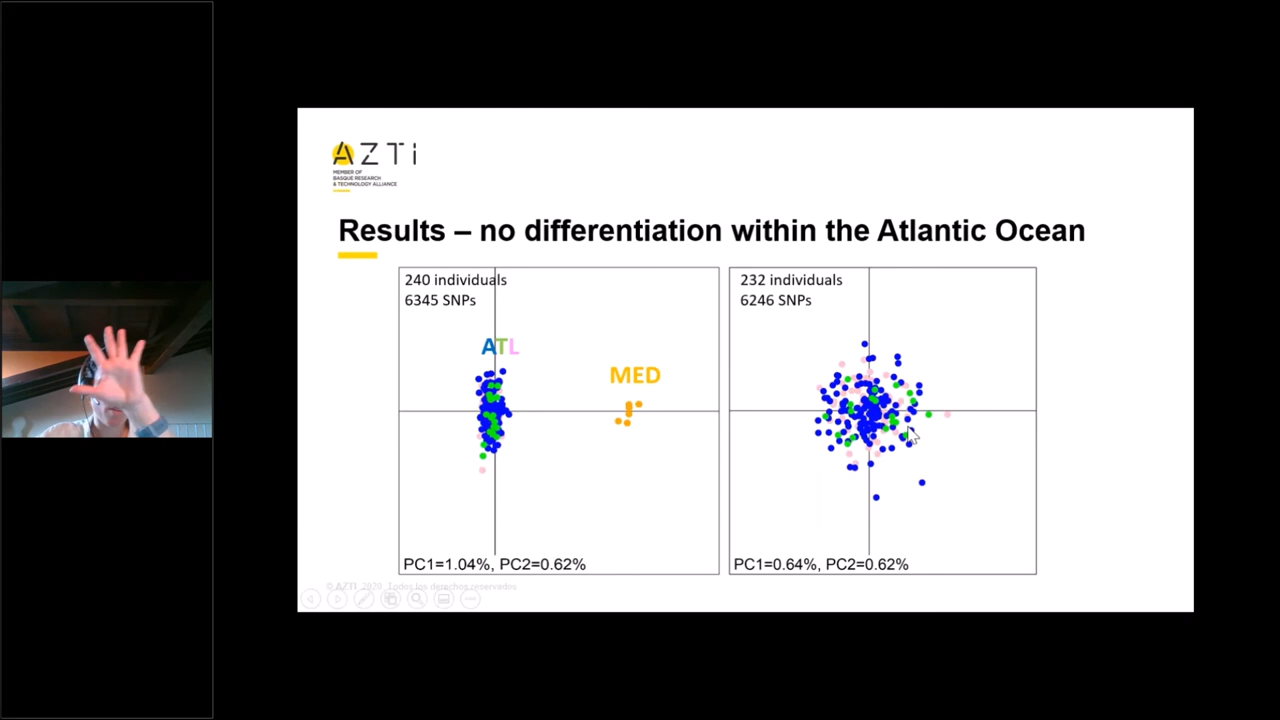 AZTi
MEMBER OF
BASQUE RESEARCH
& TECHNOLOGY ALLIANCE
Results – no differentiation within the Atlantic Ocean
240 individuals
6345 SNPs
ATL
MED
PC1=1.04%, PC2=0.62%
232 individuals
6246 SNPs
PC1=0.64%, PC2=0.62%
© AZTI 2020. Todos los derechos reservados